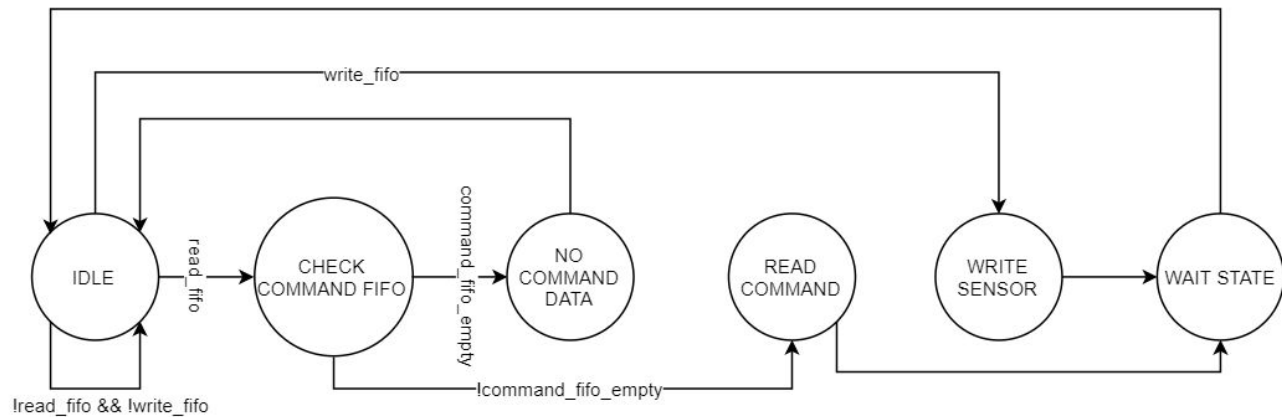 write_fifo
IDLE
read_fifo
CHECK
COMMAND FIFO
command_fifo_empty
NO
COMMAND
DATA
READ
COMMAND
WRITE
SENSOR
WAIT STATE
!command_fifo_empty
!read_fifo && !write_fifo